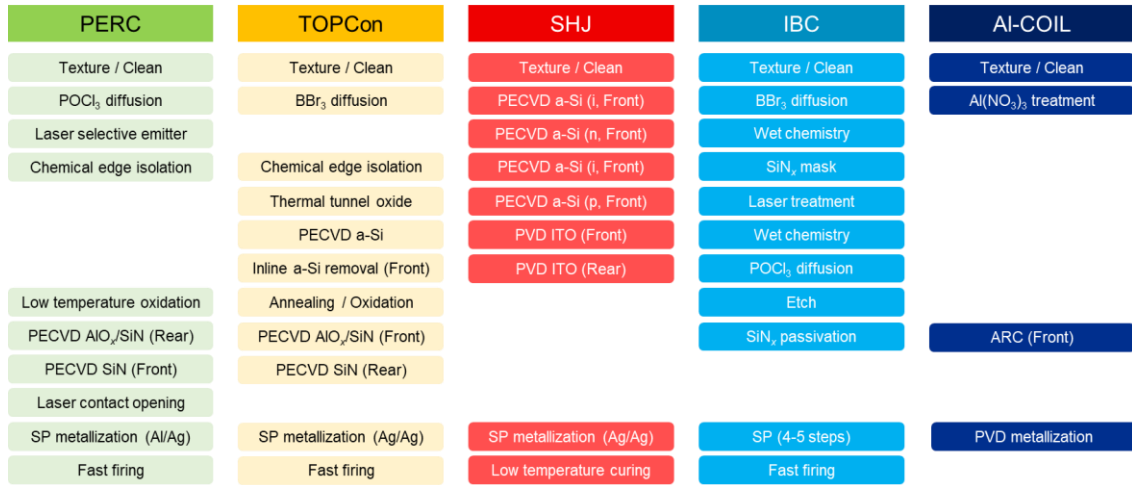 PERC
TOPCon
SHJ
IBC
Al-COIL
Texture / Clean
Texture / Clean
Texture / Clean
Texture / Clean
Texture / Clean
POCl₃ diffusion
BBr₃ diffusion
PECVD a-Si (i, Front)
BBr₃ diffusion
Al(NO₃)₃ treatment
Laser selective emitter
PECVD a-Si (n, Front)
Wet chemistry
Chemical edge isolation
Chemical edge isolation
PECVD a-Si (i, Front)
SiNₓ mask
Thermal tunnel oxide
PECVD a-Si (p, Front)
Laser treatment
PECVD a-Si
PVD ITO (Front)
Wet chemistry
Inline a-Si removal (Front)
PVD ITO (Rear)
POCl₃ diffusion
Low temperature oxidation
Annealing / Oxidation
Etch
PECVD AlOₓ/SiN (Rear)
PECVD AlOₓ/SiN (Front)
SiNₓ passivation
ARC (Front)
PECVD SiN (Front)
PECVD SiN (Rear)
Laser contact opening
SP metallization (Al/Ag)
SP metallization (Ag/Ag)
SP metallization (Ag/Ag)
SP (4-5 steps)
PVD metallization
Fast firing
Fast firing
Low temperature curing
Fast firing